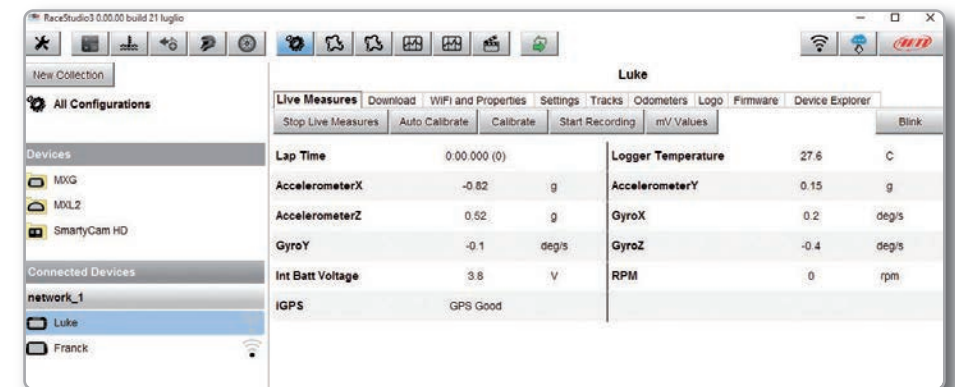 RaceStudio3 0.00.00 build 21 luglio
AiM
New Collection
All Configurations
Devices
MXG
MXL2
SmartyCam HD
Connected Devices
network_1
Luke
Franck
Luke
Live Measures Download WiFi and Properties Settings Tracks Odometers Logo Firmware Device Explorer
Stop Live Measures Auto Calibrate Calibrate Start Recording mV Values Blink
Lap Time 0:00.000 (0) Logger Temperature 27.6 C
AccelerometerX -0.82 g AccelerometerY 0.15 g
AccelerometerZ 0.52 g GyroX 0.2 deg/s
GyroY -0.1 deg/s GyroZ -0.4 deg/s
Int Batt Voltage 3.8 V RPM 0 rpm
iGPS GPS Good